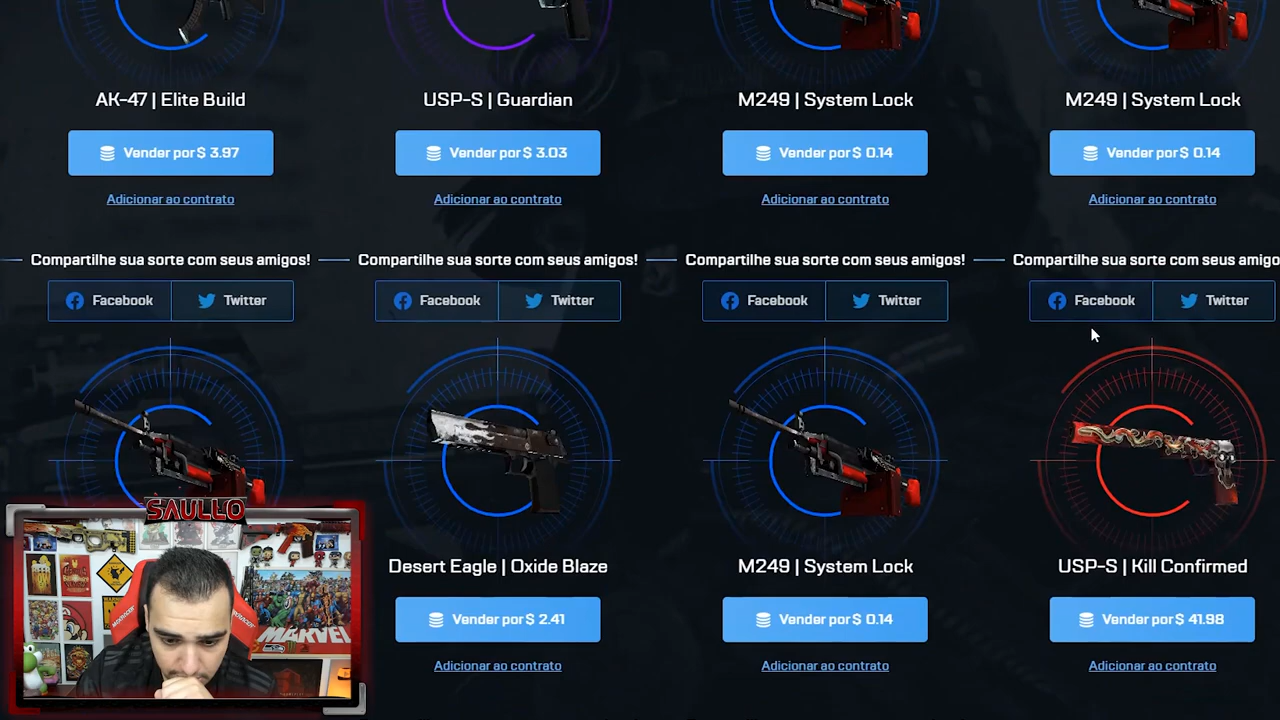 AK-47 | Elite Build
USP-S | Guardian
M249 | System Lock
M249 | System Lock
Vender por $ 3.97
Vender por $ 3.03
Vender por $ 0.14
Vender por $ 0.14
Adicionar ao contrato
Adicionar ao contrato
Adicionar ao contrato
Adicionar ao contrato
Compartilhe sua sorte com seus amigos!
Compartilhe sua sorte com seus amigos!
Compartilhe sua sorte com seus amigos!
Compartilhe sua sorte com seus amigo
Facebook
Twitter
Facebook
Twitter
Facebook
Twitter
Facebook
Twitter
SAULLO
MARVEL
Desert Eagle | Oxide Blaze
M249 | System Lock
USP-S | Kill Confirmed
Vender por $ 2.41
Vender por $ 0.14
Vender por $ 41.98
Adicionar ao contrato
Adicionar ao contrato
Adicionar ao contrato